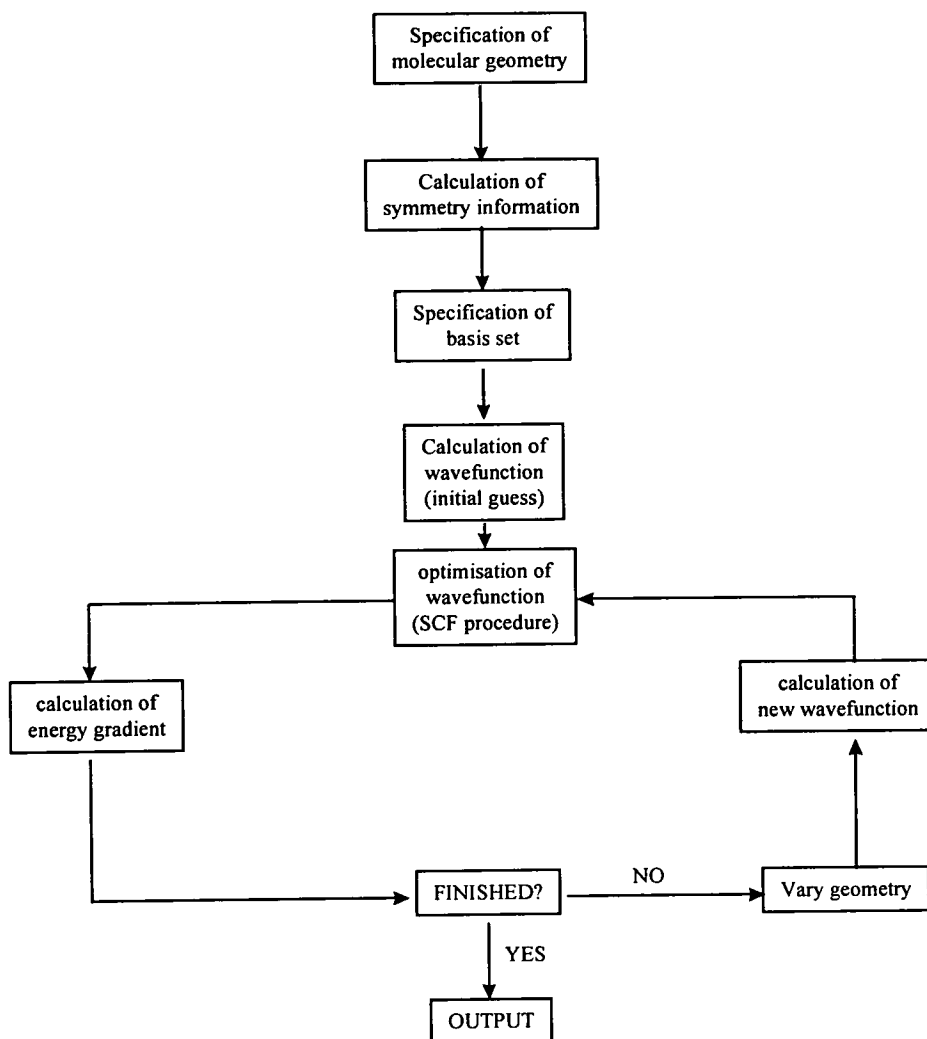 Specification of
molecular geometry
Calculation of
symmetry information
Specification of
basis set
Calculation of
wavefunction
(initial guess)
optimisation of
wavefunction
(SCF procedure)
calculation of
energy gradient
calculation of
new wavefunction
FINISHED?
NO
Vary geometry
YES
OUTPUT